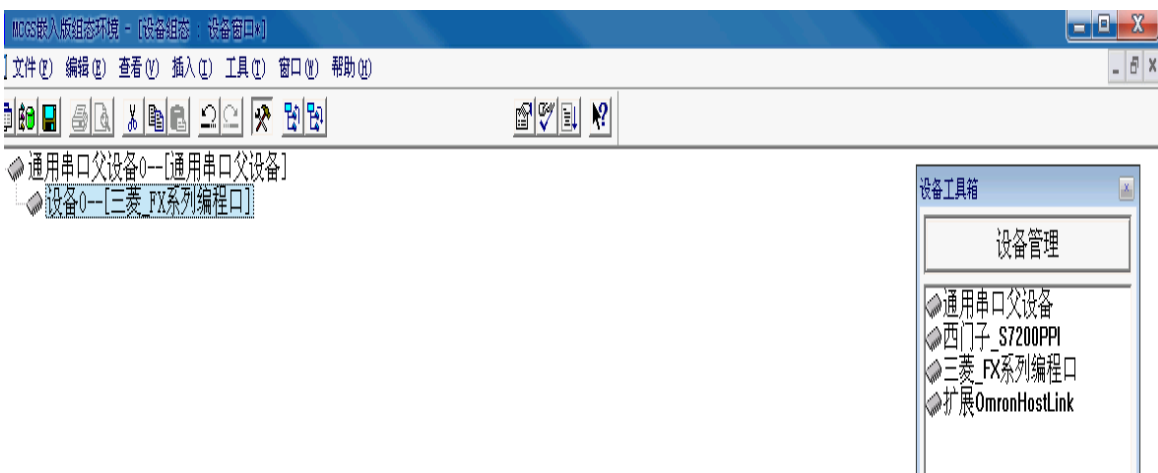 MCGS嵌入版组态环境 - [设备组态 : 设备窗口*]
文件(F) 编辑(E) 查看(V) 插入(I) 工具(T) 窗口(W) 帮助(H)
通用串口父设备0--[通用串口父设备]
设备0--[三菱_FX系列编程口]
设备工具箱
设备管理
通用串口父设备
西门子_S7200PPI
三菱_FX系列编程口
扩展OmronHostLink